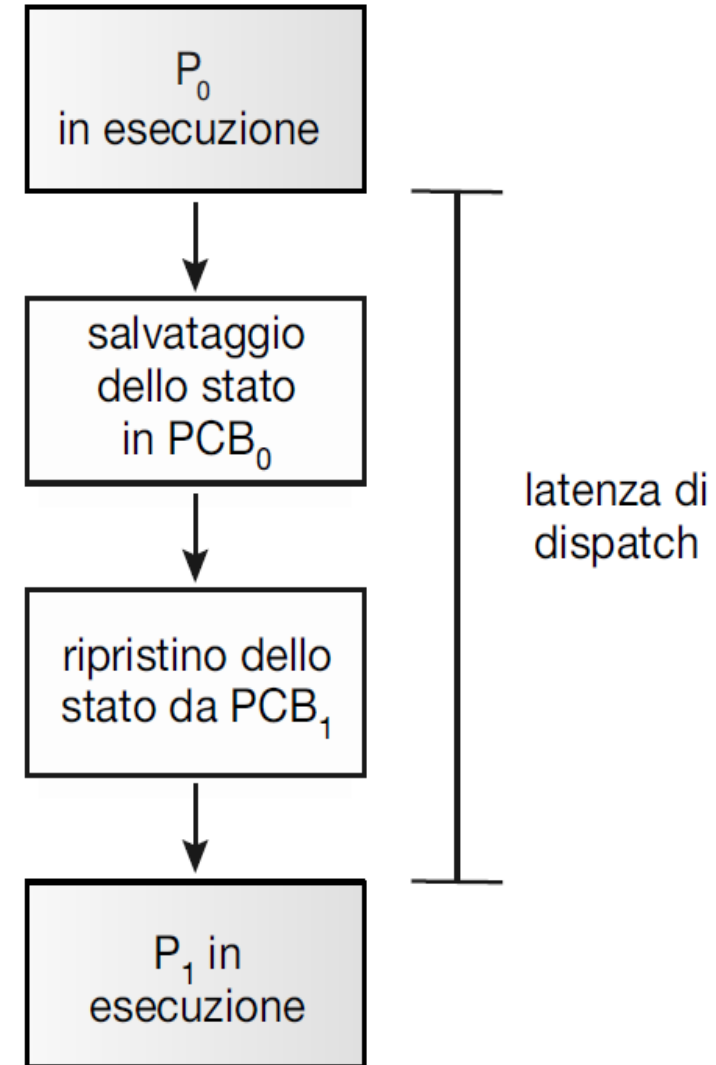 P₀
in esecuzione
salvataggio
dello stato
in PCB₀
latenza di
dispatch
ripristino dello
stato da PCB₁
P₁ in
esecuzione